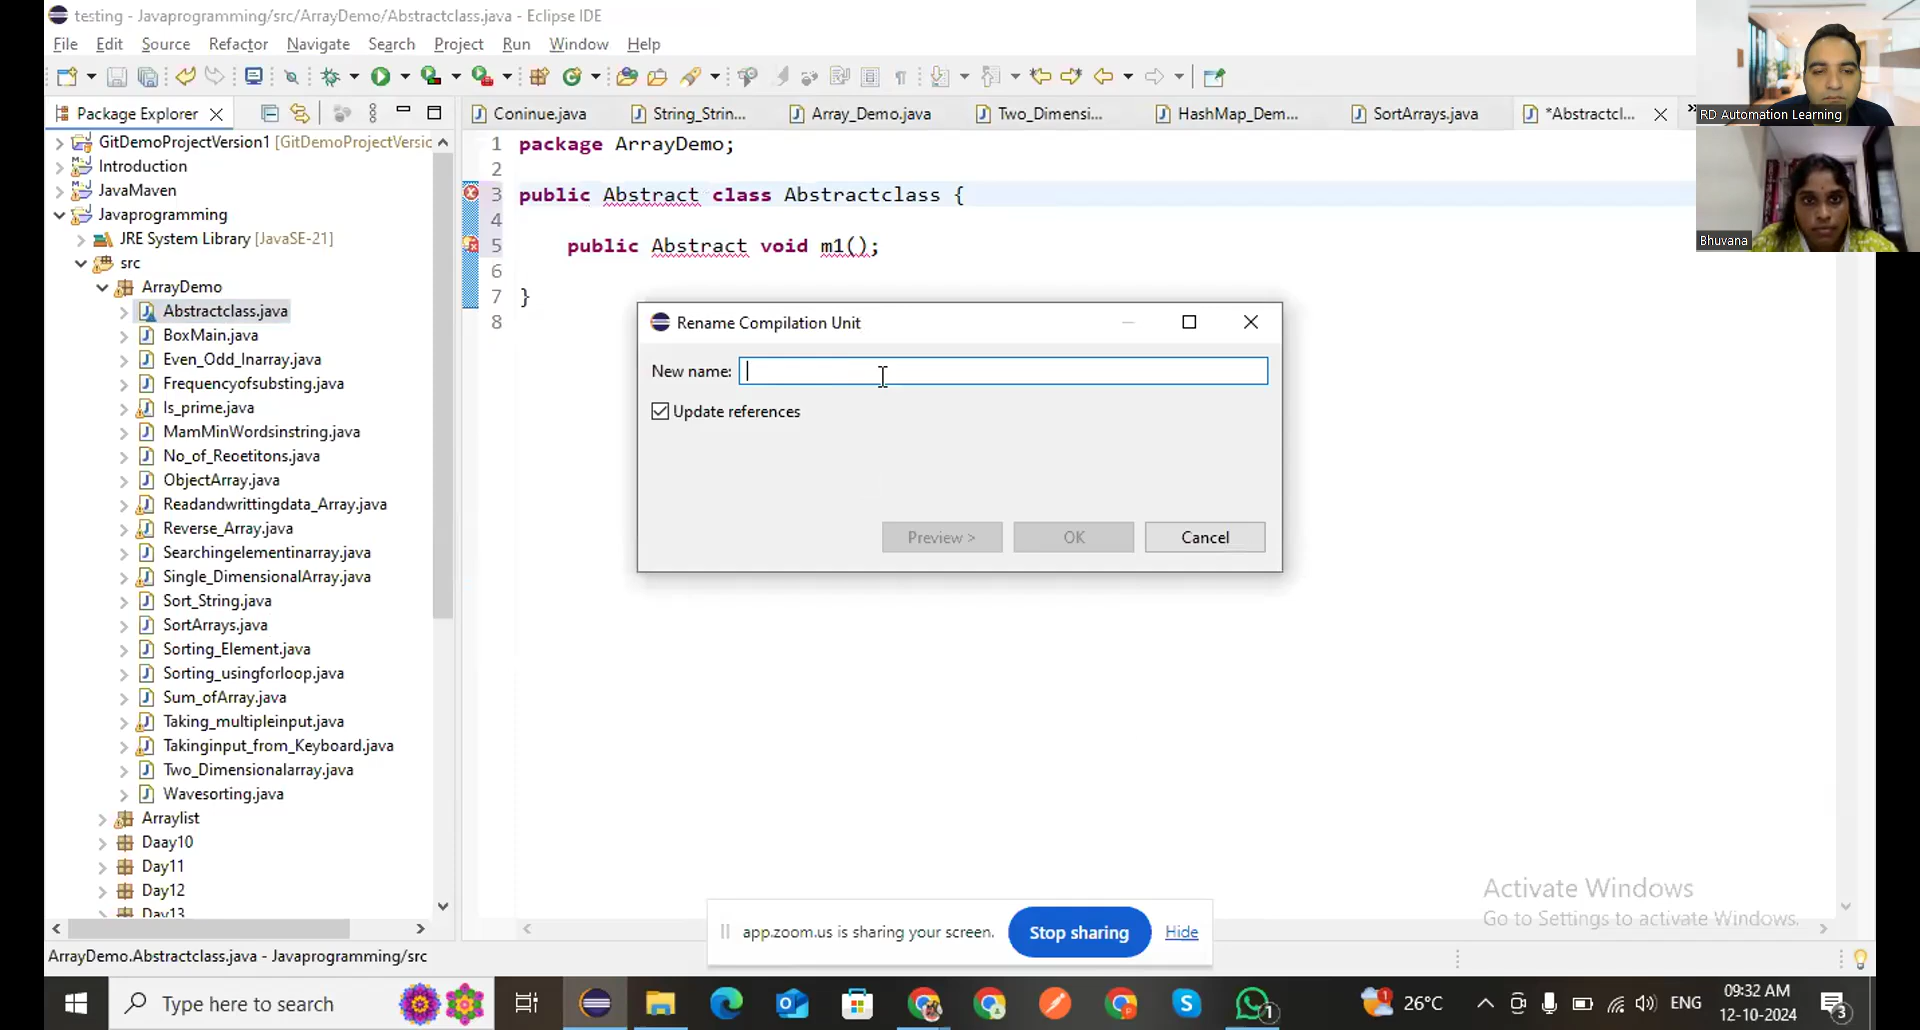 testing - Javaprogramming/src/ArrayDemo/Abstractclass.java - Eclipse IDE
File Edit Source Refactor Navigate Search Project Run Window Help
Package Explorer
Coninue.java String_Strin... Array_Demo.java Two_Dimensi... HashMap_Dem... SortArrays.java *Abstractcl...
RD Automation Learning
Bhuvana
GitDemoProjectVersion1 [GitDemoProjectVersic
Introduction
JavaMaven
Javaprogramming
JRE System Library [JavaSE-21]
src
ArrayDemo
Abstractclass.java
BoxMain.java
Even_Odd_Inarray.java
Frequencyofsubsting.java
Is_prime.java
MamMinWordsinstring.java
No_of_Reoetitons.java
ObjectArray.java
Readandwrittingdata_Array.java
Reverse_Array.java
Searchingelementinarray.java
Single_DimensionalArray.java
Sort_String.java
SortArrays.java
Sorting_Element.java
Sorting_usingforloop.java
Sum_ofArray.java
Taking_multipleinput.java
Takinginput_from_Keyboard.java
Two_Dimensionalarray.java
Wavesorting.java
Arraylist
Daay10
Day11
Day12
Day13
1 package ArrayDemo;
2
3 public Abstract class Abstractclass {
4
5 public Abstract void m1();
6
7 }
8
Rename Compilation Unit
New name:
Update references
Preview > OK Cancel
Activate Windows
Go to Settings to activate Windows.
app.zoom.us is sharing your screen. Stop sharing Hide
ArrayDemo.Abstractclass.java - Javaprogramming/src
Type here to search
26°C
ENG
09:32 AM
12-10-2024
3